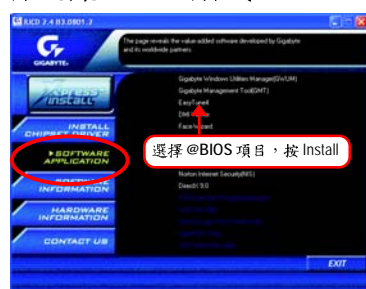 IUCD 2.4 B3.0801.2
The page reveals the value-added software developed by Gigabyte
and its worldwide partners
GIGABYTE
Xpress
INSTALL
Gigabyte Windows Utilities Manager(GWUM)
Gigabyte Management Tool(GMT)
EasyTune4
Face Wizard
INSTALL
CHIPSET DRIVER
選擇 @BIOS 項目，按 Install
SOFTWARE
APPLICATION
Norton Internet Security(NIS)
DirectX 9.0
INFORMATION
HARDWARE
INFORMATION
CONTACT US
EXIT